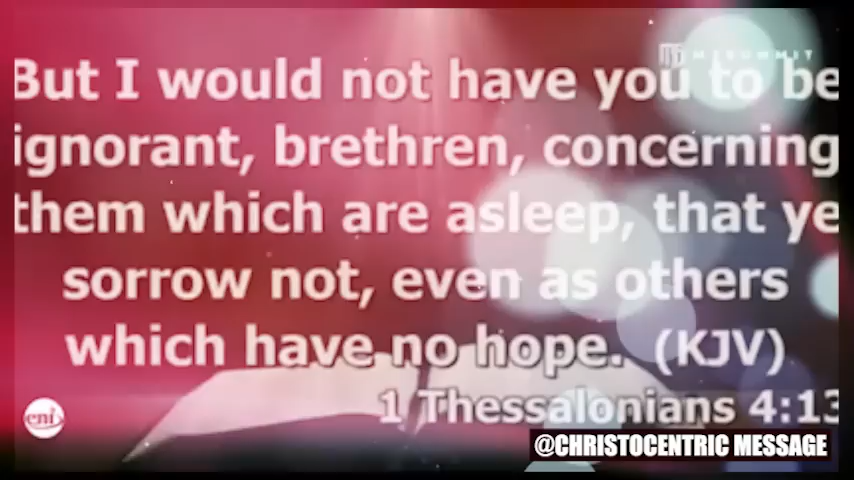 MYSUMMIT
But I would not have you to be
ignorant, brethren, concerning
them which are asleep, that ye
sorrow not, even as others
which have no hope. (KJV)
1 Thessalonians 4:13
eni
@CHRISTOCENTRIC MESSAGE